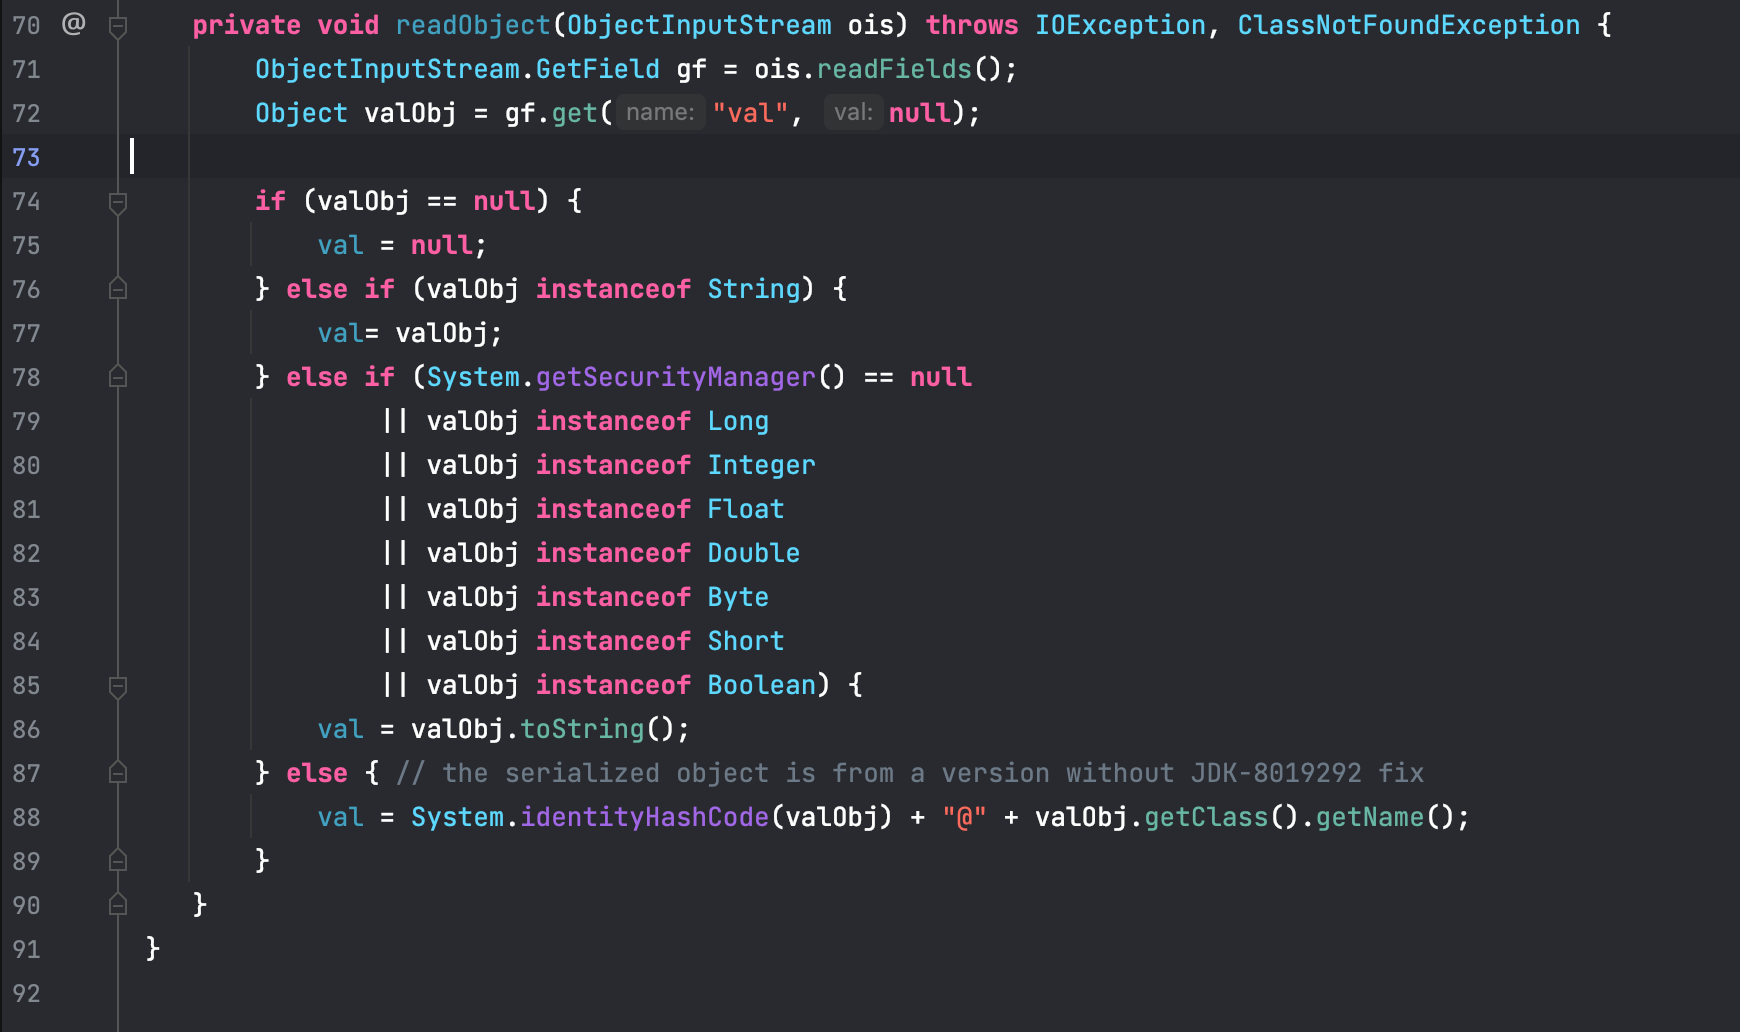 70 @ private void readObject(ObjectInputStream ois) throws IOException, ClassNotFoundException {
71 ObjectInputStream.GetField gf = ois.readFields();
72 Object valObj = gf.get( name: "val", val: null);
73
74 if (valObj == null) {
75 val = null;
76 } else if (valObj instanceof String) {
77 val= valObj;
78 } else if (System.getSecurityManager() == null
79 || valObj instanceof Long
80 || valObj instanceof Integer
81 || valObj instanceof Float
82 || valObj instanceof Double
83 || valObj instanceof Byte
84 || valObj instanceof Short
85 || valObj instanceof Boolean) {
86 val = valObj.toString();
87 } else { // the serialized object is from a version without JDK-8019292 fix
88 val = System.identityHashCode(valObj) + "@" + valObj.getClass().getName();
89 }
90 }
91 }
92